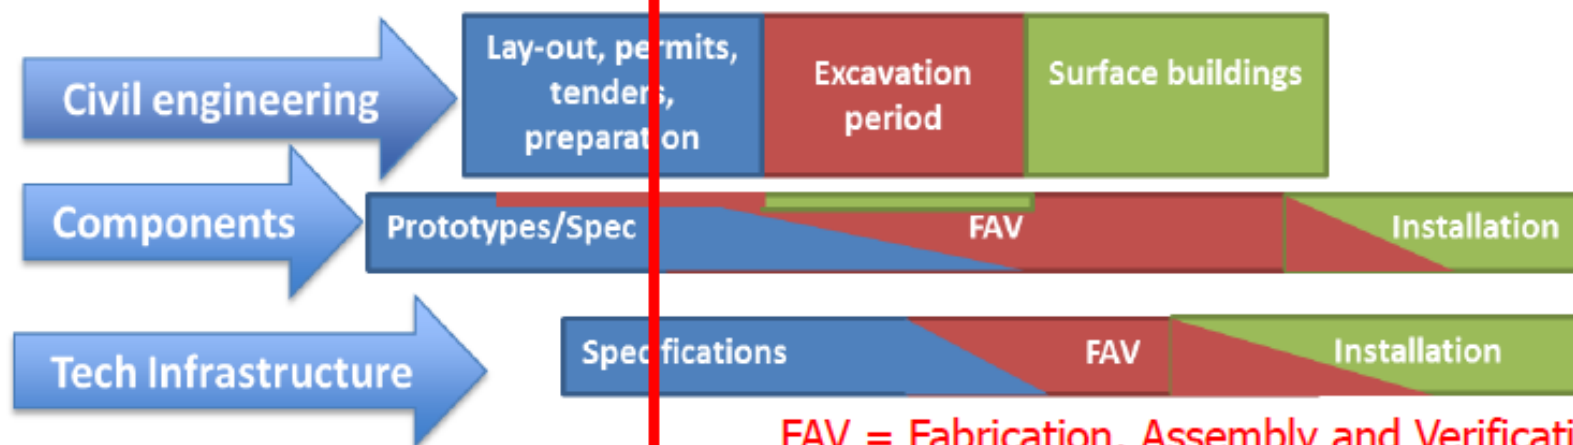 Civil engineering
Lay-out, permits,
tenders,
preparation
Excavation
period
Surface buildings
Components
Prototypes/Spec
FAV
Installation
Tech Infrastructure
Specifications
FAV
Installation
FAV = Fabrication, Assembly and Verificati